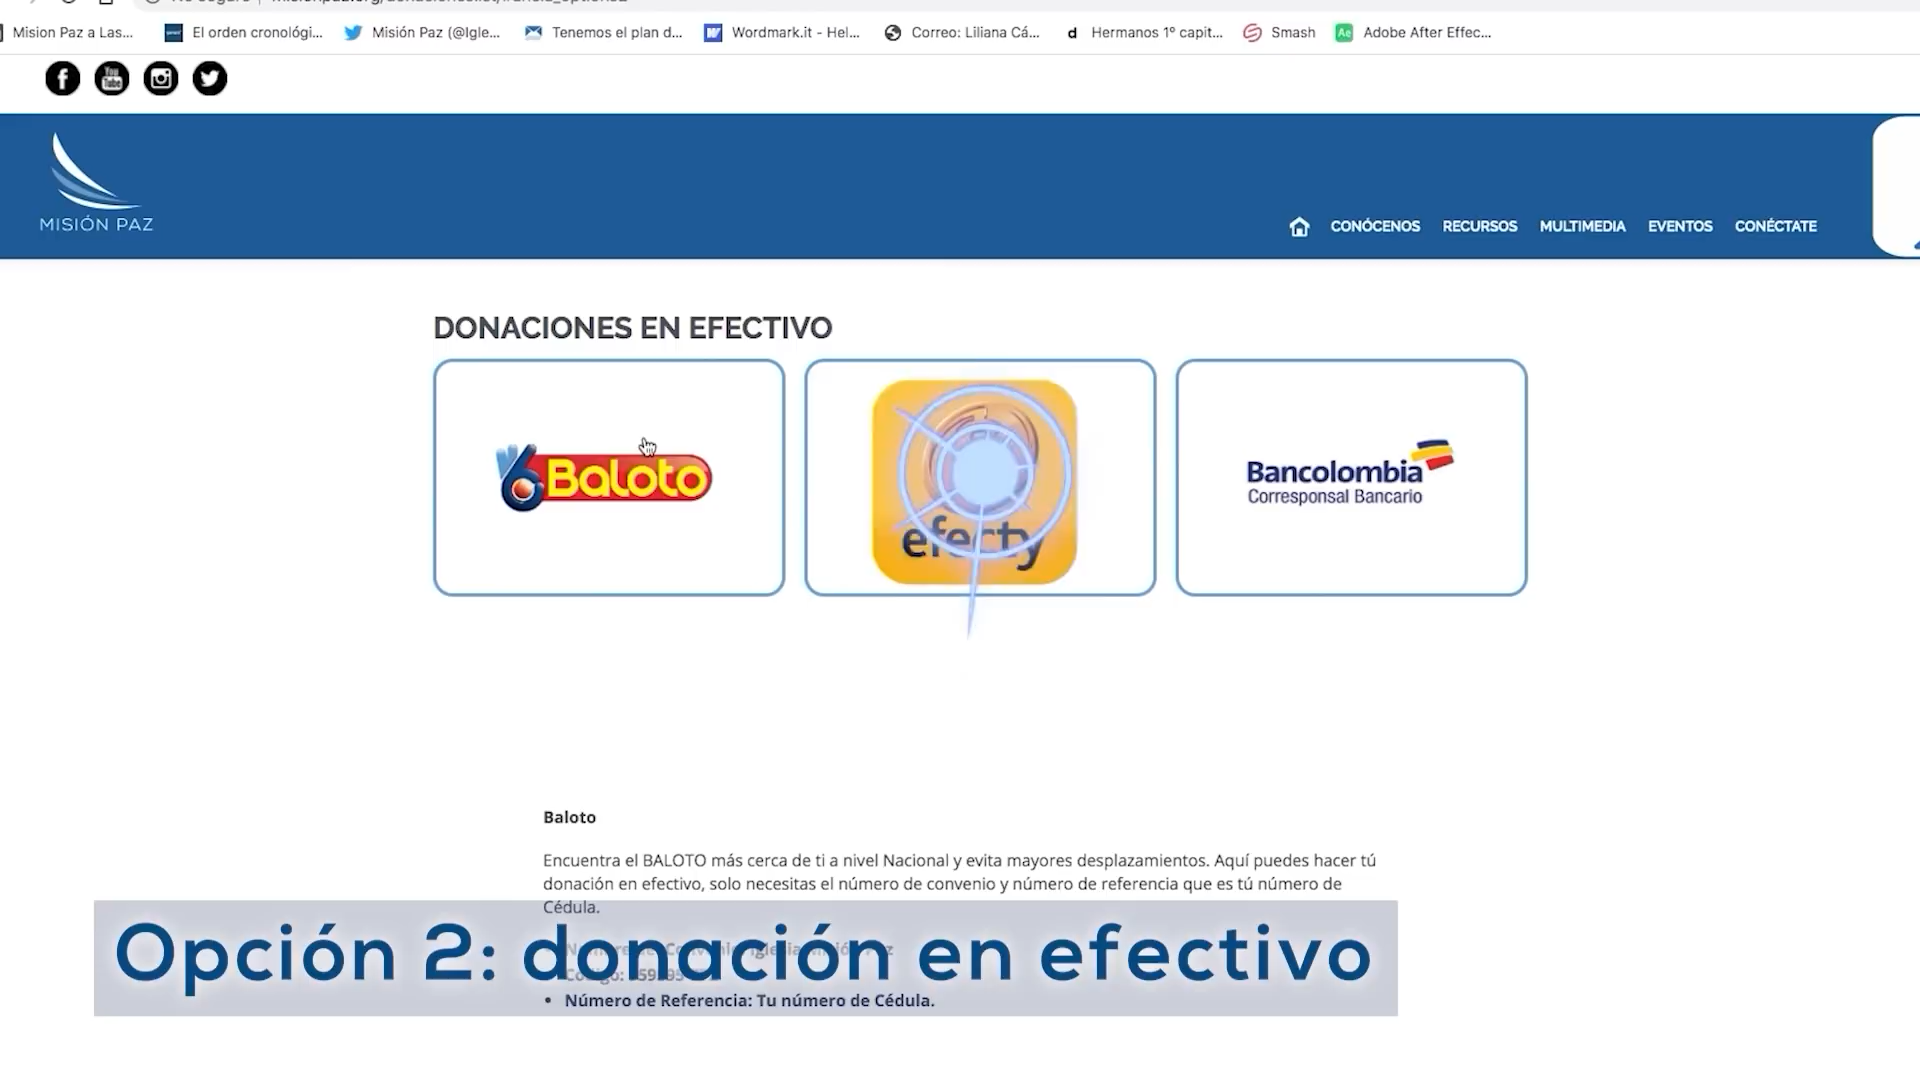 Mision Paz a Las...
El orden cronológi...
Misión Paz (@Igle...
Tenemos el plan d...
Wordmark.it - Hel...
Correo: Liliana Cá...
Hermanos 1º capit...
Smash
Adobe After Effec...
MISIÓN PAZ
CONÓCENOS
RECURSOS
MULTIMEDIA
EVENTOS
CONÉCTATE
DONACIONES EN EFECTIVO
Baloto
efecty
Bancolombia
Corresponsal Bancario
Baloto
Encuentra el BALOTO más cerca de ti a nivel Nacional y evita mayores desplazamientos. Aquí puedes hacer tú
donación en efectivo, solo necesitas el número de convenio y número de referencia que es tú número de
Cédula.
Opción 2: donación en efectivo
• Número de Referencia: Tu número de Cédula.